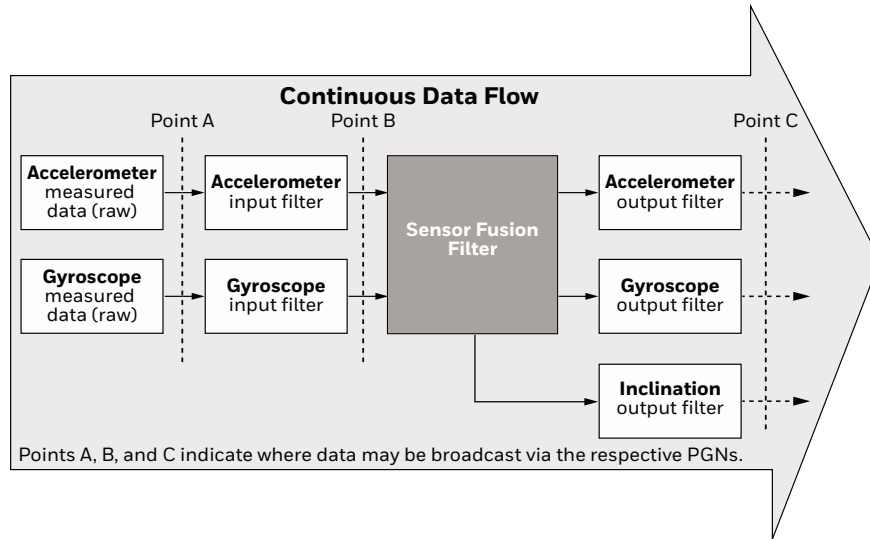 Continuous Data Flow
Point A
Point B
Point C
Accelerometer
measured
data (raw)
Accelerometer
input filter
Sensor Fusion
Filter
Accelerometer
output filter
Gyroscope
measured
data (raw)
Gyroscope
input filter
Gyroscope
output filter
Inclination
output filter
Points A, B, and C indicate where data may be broadcast via the respective PGNs.